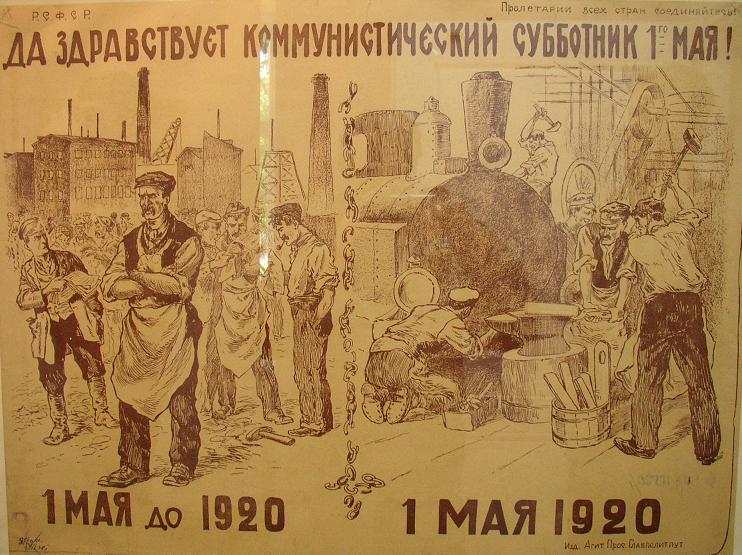 Р.С.Ф.С.Р.
Пролетарии всех стран соединяйтесь!
ДА ЗДРАВСТВУЕТ КОММУНИСТИЧЕСКИЙ СУББОТНИК 1го МАЯ!
1 МАЯ ДО 1920
1 МАЯ 1920
Изд. Агит. Прос. Главполитпут.